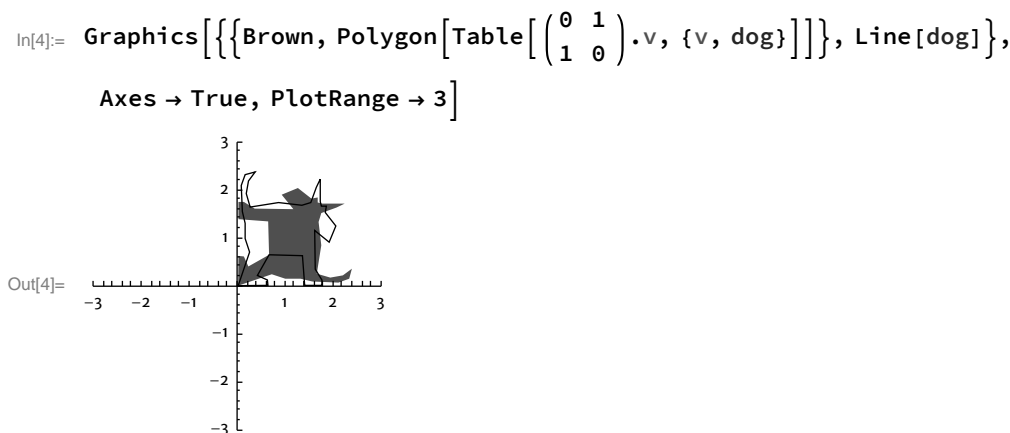 In[4]:= Graphics[{{Brown, Polygon[Table[(0 1
1 0).v, {v, dog}]]}, Line[dog]},
Axes → True, PlotRange → 3]
3
2
1
Out[4]=
−3 −2 −1 1 2 3
−1
−2
−3